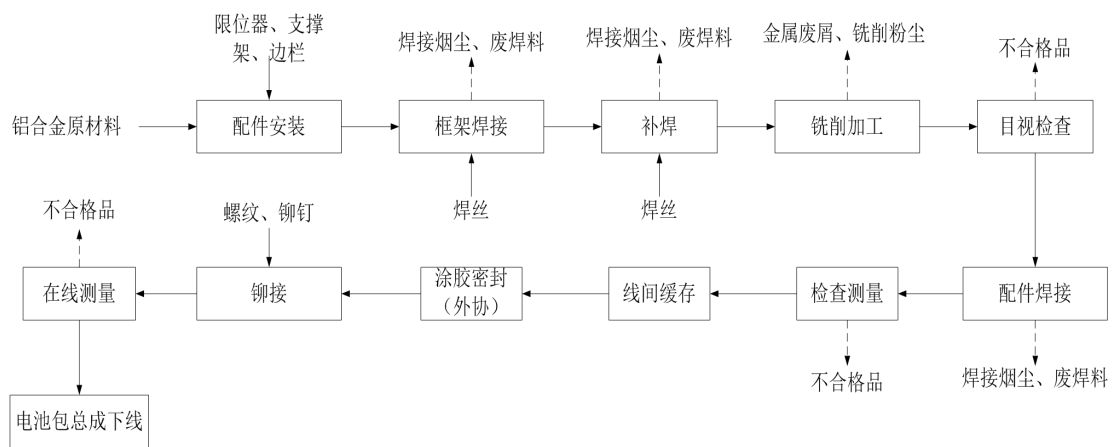 限位器、支撑
架、边栏
焊接烟尘、废焊料
焊接烟尘、废焊料
金属废屑、铣削粉尘
不合格品
铝合金原材料
配件安装
框架焊接
补焊
铣削加工
目视检查
焊丝
焊丝
不合格品
螺纹、铆钉
在线测量
铆接
涂胶密封
（外协）
线间缓存
检查测量
配件焊接
不合格品
焊接烟尘、废焊料
电池包总成下线